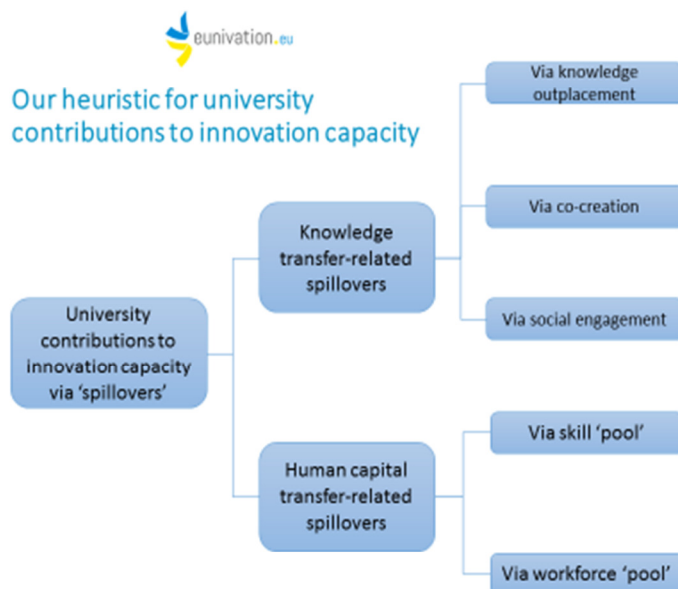 eunivation.eu
Our heuristic for university
contributions to innovation capacity
University
contributions to
innovation capacity
via ‘spillovers’
Knowledge
transfer-related
spillovers
Via knowledge
outplacement
Via co-creation
Via social engagement
Human capital
transfer-related
spillovers
Via skill ‘pool’
Via workforce ‘pool’